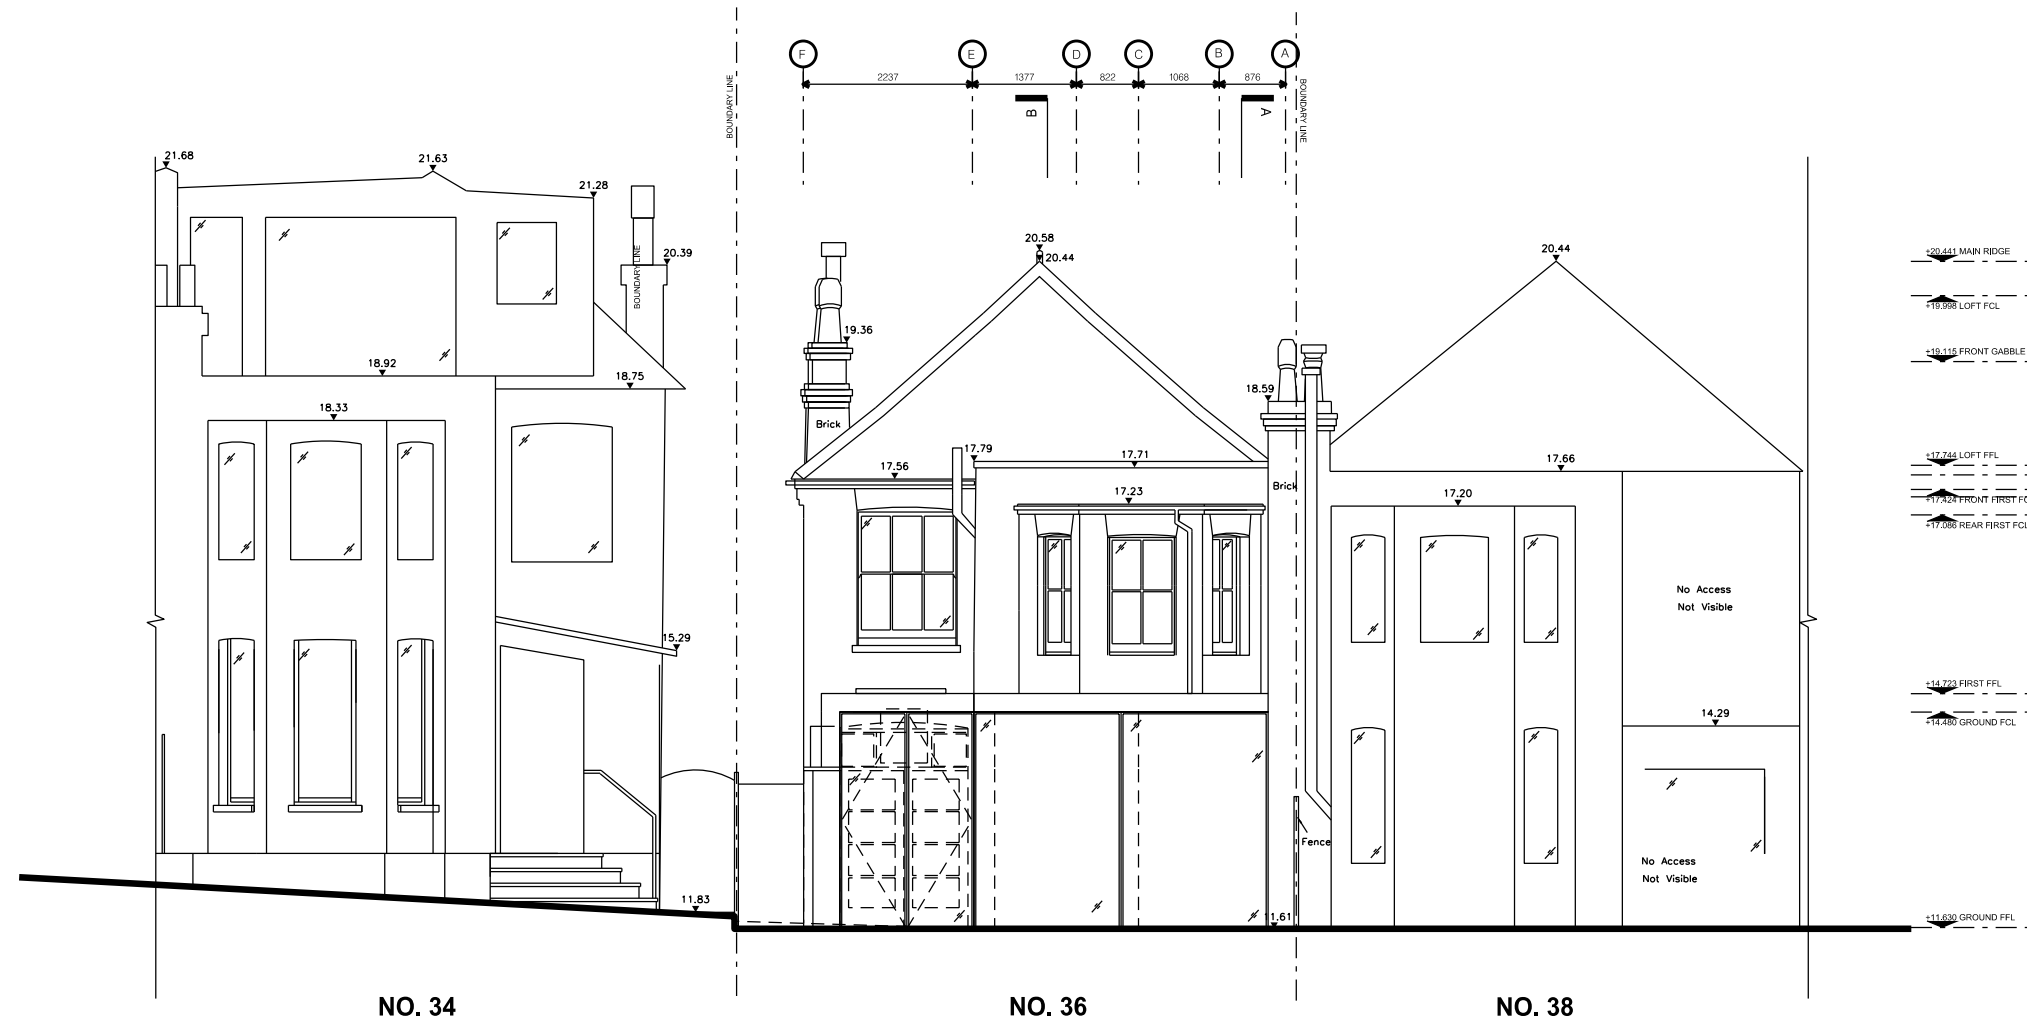 F E D C B A
2237 1377 822 1068 876
BOUNDARY LINE
BOUNDARY LINE
B
A
21.68
21.63
21.28
20.39
BOUNDARY LINE
18.92
18.75
18.33
15.29
11.83
20.58
20.44
19.36
Brick
18.59
17.79
17.71
17.56
17.23
Brick
11.61
Fence
20.44
17.66
17.20
No Access
Not Visible
14.29
No Access
Not Visible
+20.441 MAIN RIDGE
+19.998 LOFT FCL
+19.115 FRONT GABBLE
+17.744 LOFT FFL
+17.424 FRONT FIRST FC
+17.086 REAR FIRST FCL
+14.723 FIRST FFL
+14.480 GROUND FCL
+11.630 GROUND FFL
NO. 34
NO. 36
NO. 38